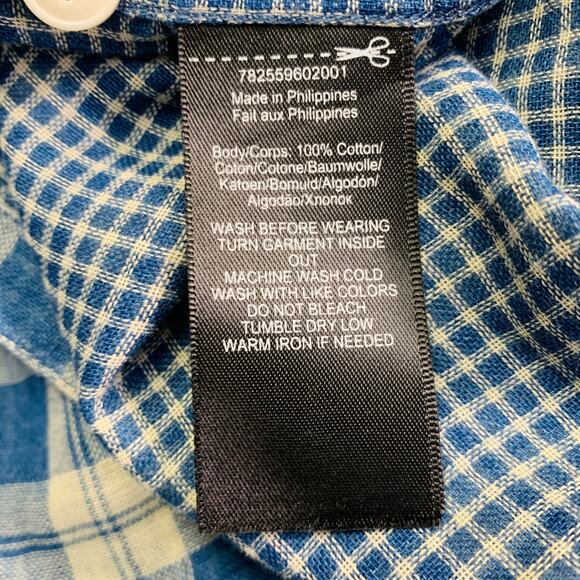 782559602001
Made in Philippines
Fail aux Philippines
Body/Corps: 100% Cotton/
Coton/Cotone/Baumwolle/
Katoen/Bomuld/Algodón/
Algodão/Хлопок
WASH BEFORE WEARING
TURN GARMENT INSIDE
OUT
MACHINE WASH COLD
WASH WITH LIKE COLORS
DO NOT BLEACH
TUMBLE DRY LOW
WARM IRON IF NEEDED